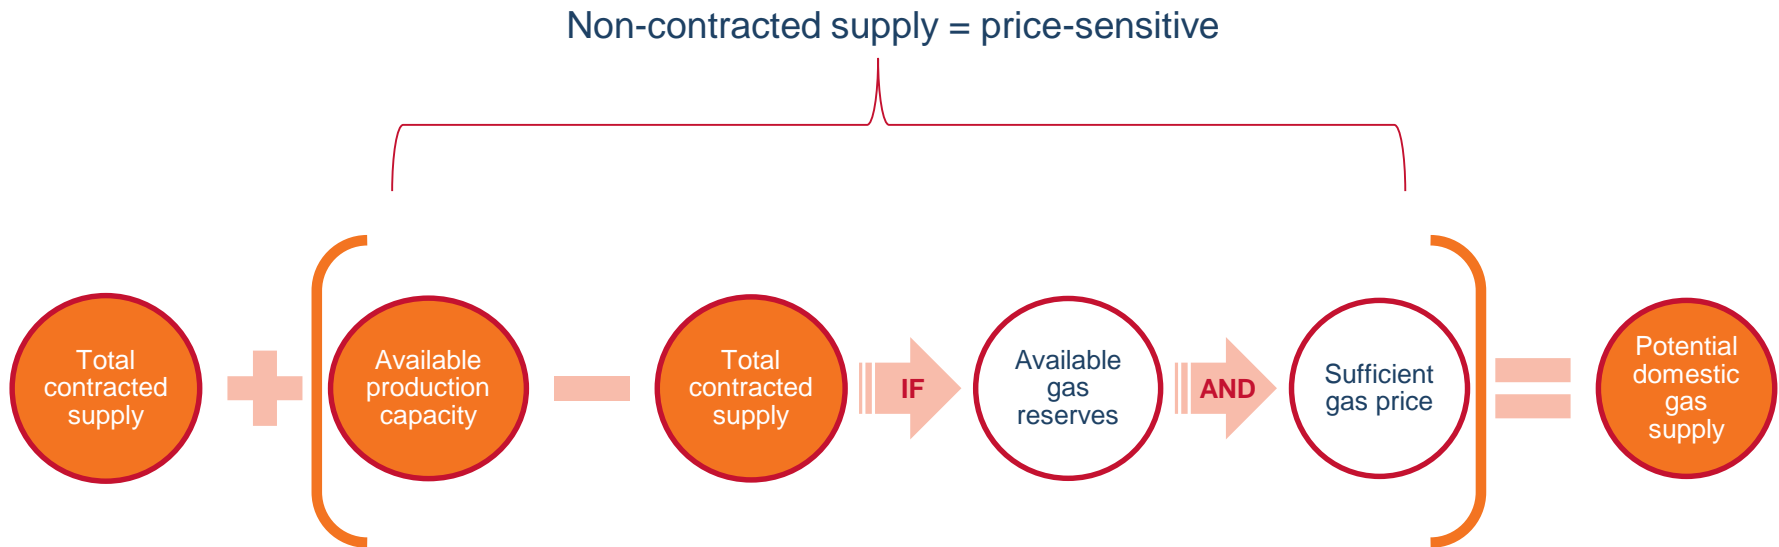 Non-contracted supply = price-sensitive
Total
contracted
supply
Available
production
capacity
Total
contracted
supply
IF
Available
gas
reserves
AND
Sufficient
gas price
Potential
domestic
gas
supply